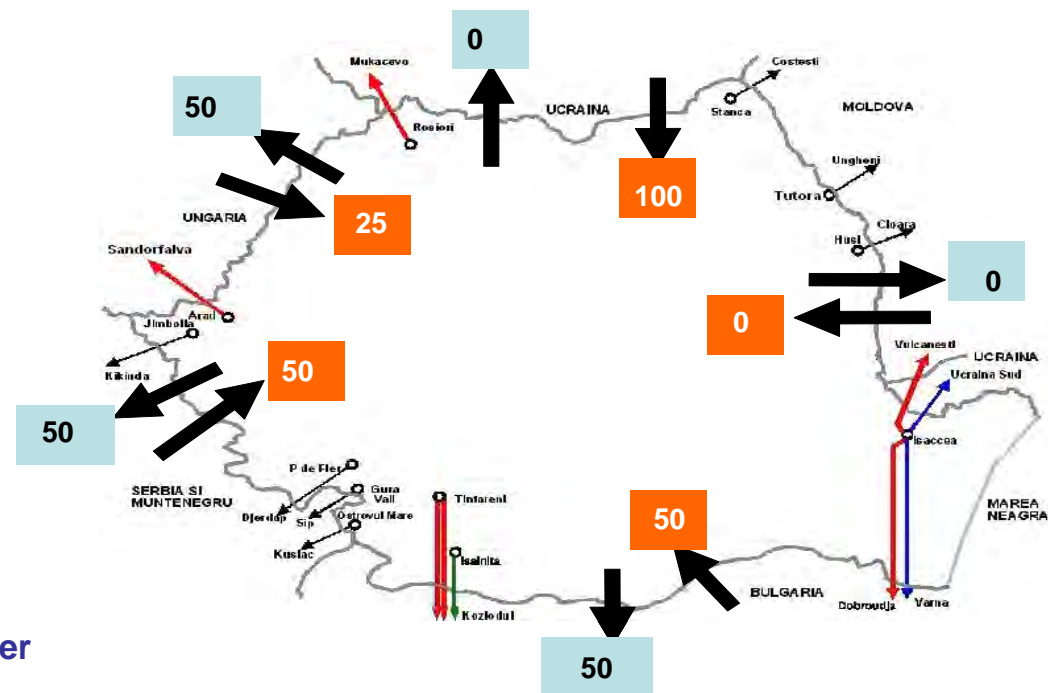 0
Mukacevo
Costesti
50
UCRAINA
Stanca
MOLDOVA
Rosiori
Ungheni
100
Tutora
25
UNGARIA
Cioara
Husi
Sandorfalva
0
0
Arad
Jimbolia
Vulcanesti
UCRAINA
Kikinda
50
Ucraina Sud
50
Isaccea
P de Fier
SERBIA SI
MUNTENEGRU
Gura
Vaii
Tintareni
MAREA
NEAGRA
Djerdap
Sip
Ostrovul Mare
50
Kusiac
Isalnita
BULGARIA
Kozlodui
Dobroudja
Varna
er
50